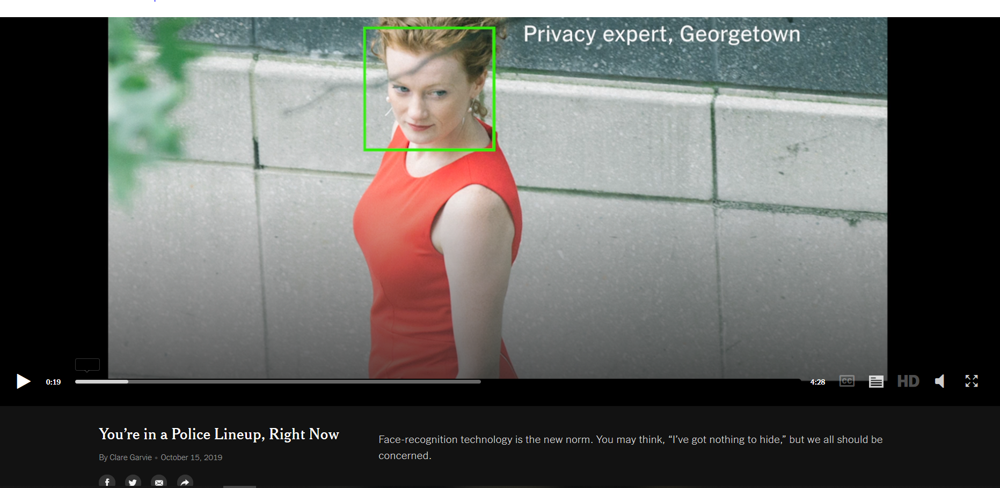 Privacy expert, Georgetown
0:19
4:28
CC
HD
You’re in a Police Lineup, Right Now
By Clare Garvie • October 15, 2019
Face-recognition technology is the new norm. You may think, “I’ve got nothing to hide,” but we all should be
concerned.